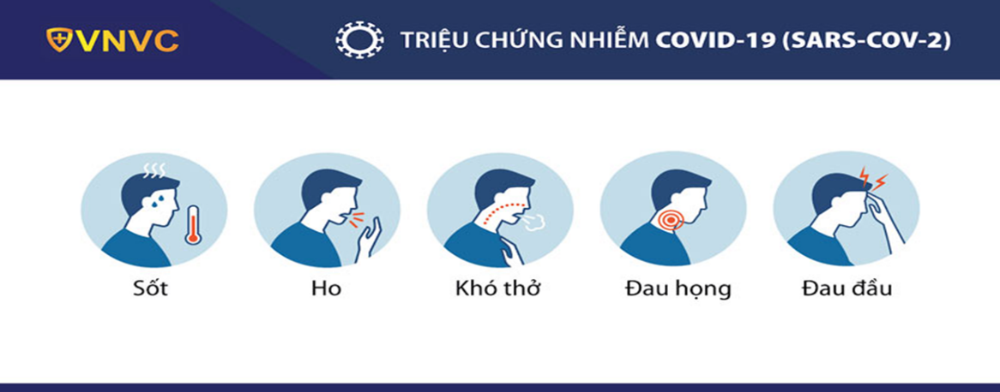 VNVC
TRIỆU CHỨNG NHIỄM COVID-19 (SARS-COV-2)
Sốt
Ho
Khó thở
Đau họng
Đau đầu